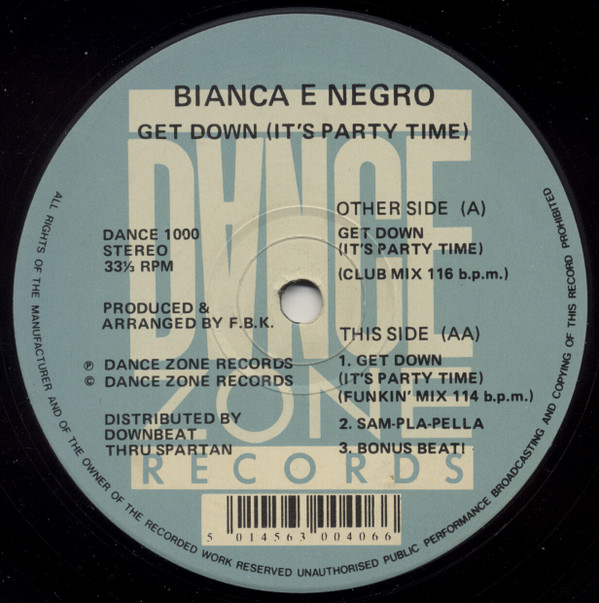 BIANCA E NEGRO
GET DOWN (IT'S PARTY TIME)
DANCE
ZONE
RECORDS
DANCE 1000
STEREO
33⅓ RPM
PRODUCED &
ARRANGED BY F.B.K.
℗ DANCE ZONE RECORDS
© DANCE ZONE RECORDS
DISTRIBUTED BY
DOWNBEAT
THRU SPARTAN
OTHER SIDE (A)
GET DOWN
(IT'S PARTY TIME)
(CLUB MIX 116 b.p.m.)
THIS SIDE (AA)
1. GET DOWN
(IT'S PARTY TIME)
(FUNKIN' MIX 114 b.p.m.)
2. SAM-PLA-PELLA
3. BONUS BEAT!
5 014563 004066
ALL RIGHTS OF THE MANUFACTURER AND OF THE OWNER OF THE RECORDED WORK RESERVED UNAUTHORISED PUBLIC PERFORMANCE BROADCASTING AND COPYING OF THIS RECORD PROHIBITED